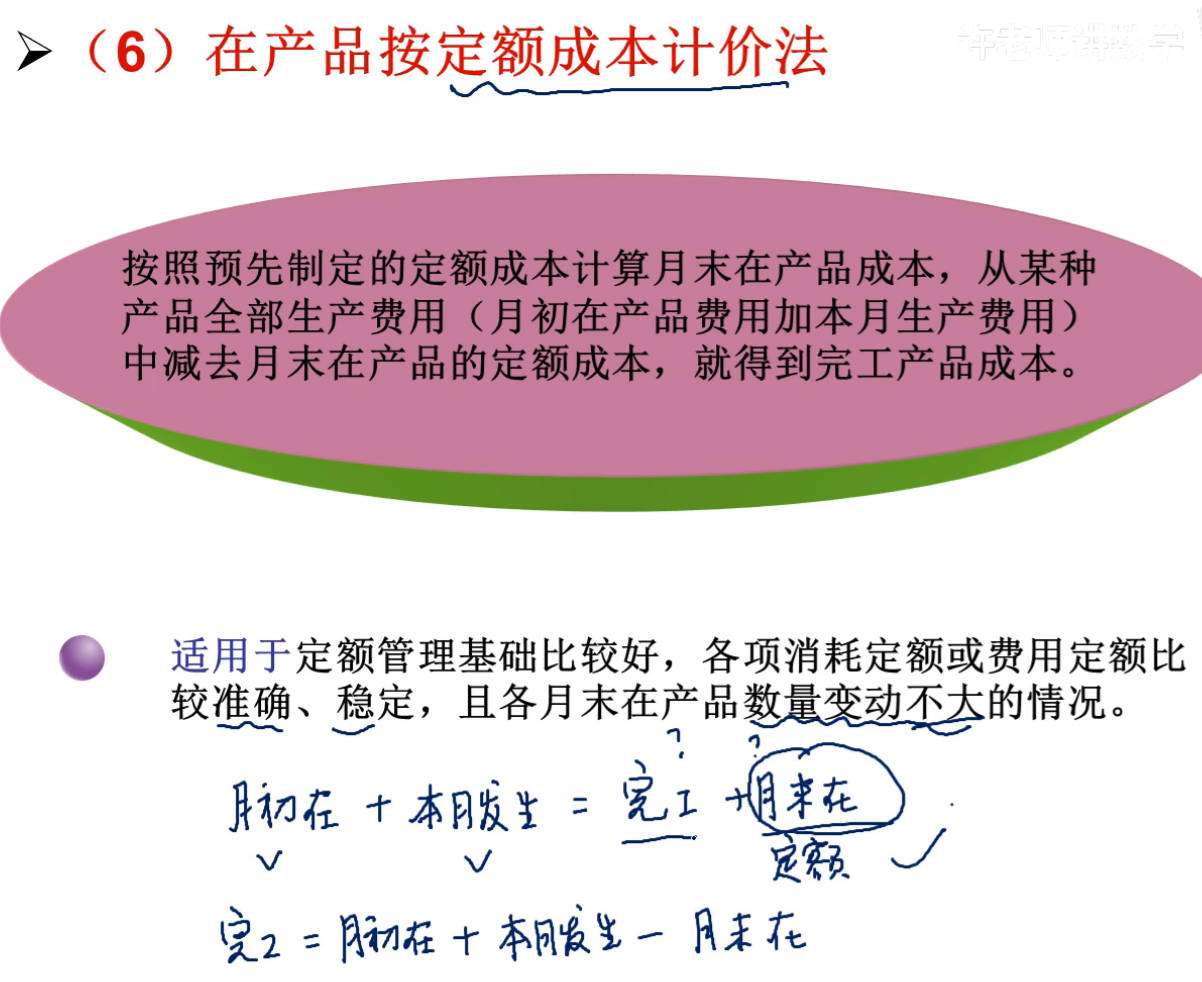 ➢（6）在产品按定额成本计价法
许老师讲数学
按照预先制定的定额成本计算月末在产品成本，从某种
产品全部生产费用（月初在产品费用加本月生产费用）
中减去月末在产品的定额成本，就得到完工产品成本。
适用于定额管理基础比较好，各项消耗定额或费用定额比
较准确、稳定，且各月末在产品数量变动不大的情况。
? ?
月初在 + 本月发生 = 完工 + 月末在
定额
完工 = 月初在 + 本月发生 - 月末在